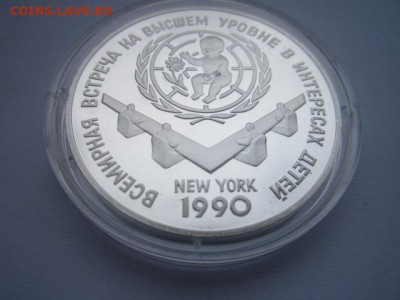 COINS.LAVE.RU
ВСЕМИРНАЯ ВСТРЕЧА НА ВЫСШЕМ УРОВНЕ В ИНТЕРЕСАХ ДЕТЕЙ
NEW YORK
1990